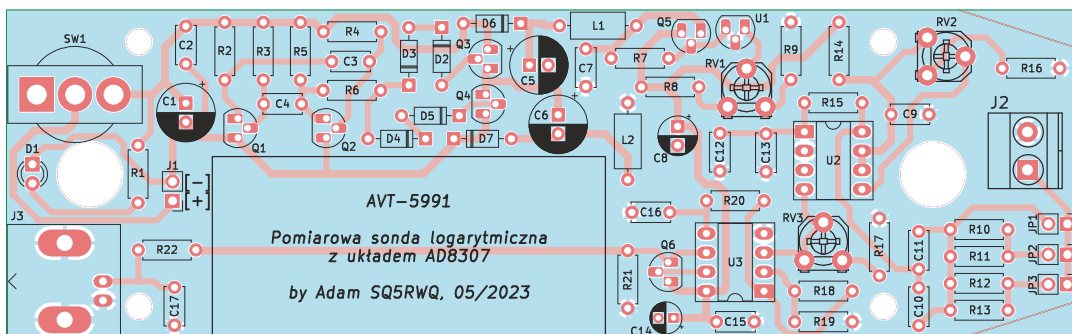 SW1
C2
R2
R3
R5
R4
C3
R6
C4
C1
Q1
Q2
D3
D2
Q3
D6
Q4
D5
D4
D7
C5
C6
L1
C7
L2
Q5
U1
R7
R8
RV1
C8
C12
C13
R9
R14
R15
U2
C9
RV2
R16
J2
D1
R1
J1
[-]
[+]
J3
R22
C17
AVT-5991
Pomiarowa sonda logarytmiczna
z układem AD8307
by Adam SQ5RWQ, 05/2023
C16
R20
Q6
R21
U3
C14
C15
RV3
R17
R18
R19
C11
C10
R10
R11
R12
R13
JP1
JP2
JP3